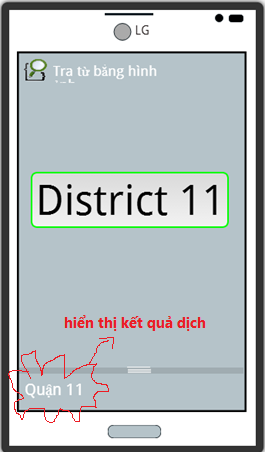 LG
Tra từ bằng hình
District 11
hiển thị kết quả dịch
Quận 11